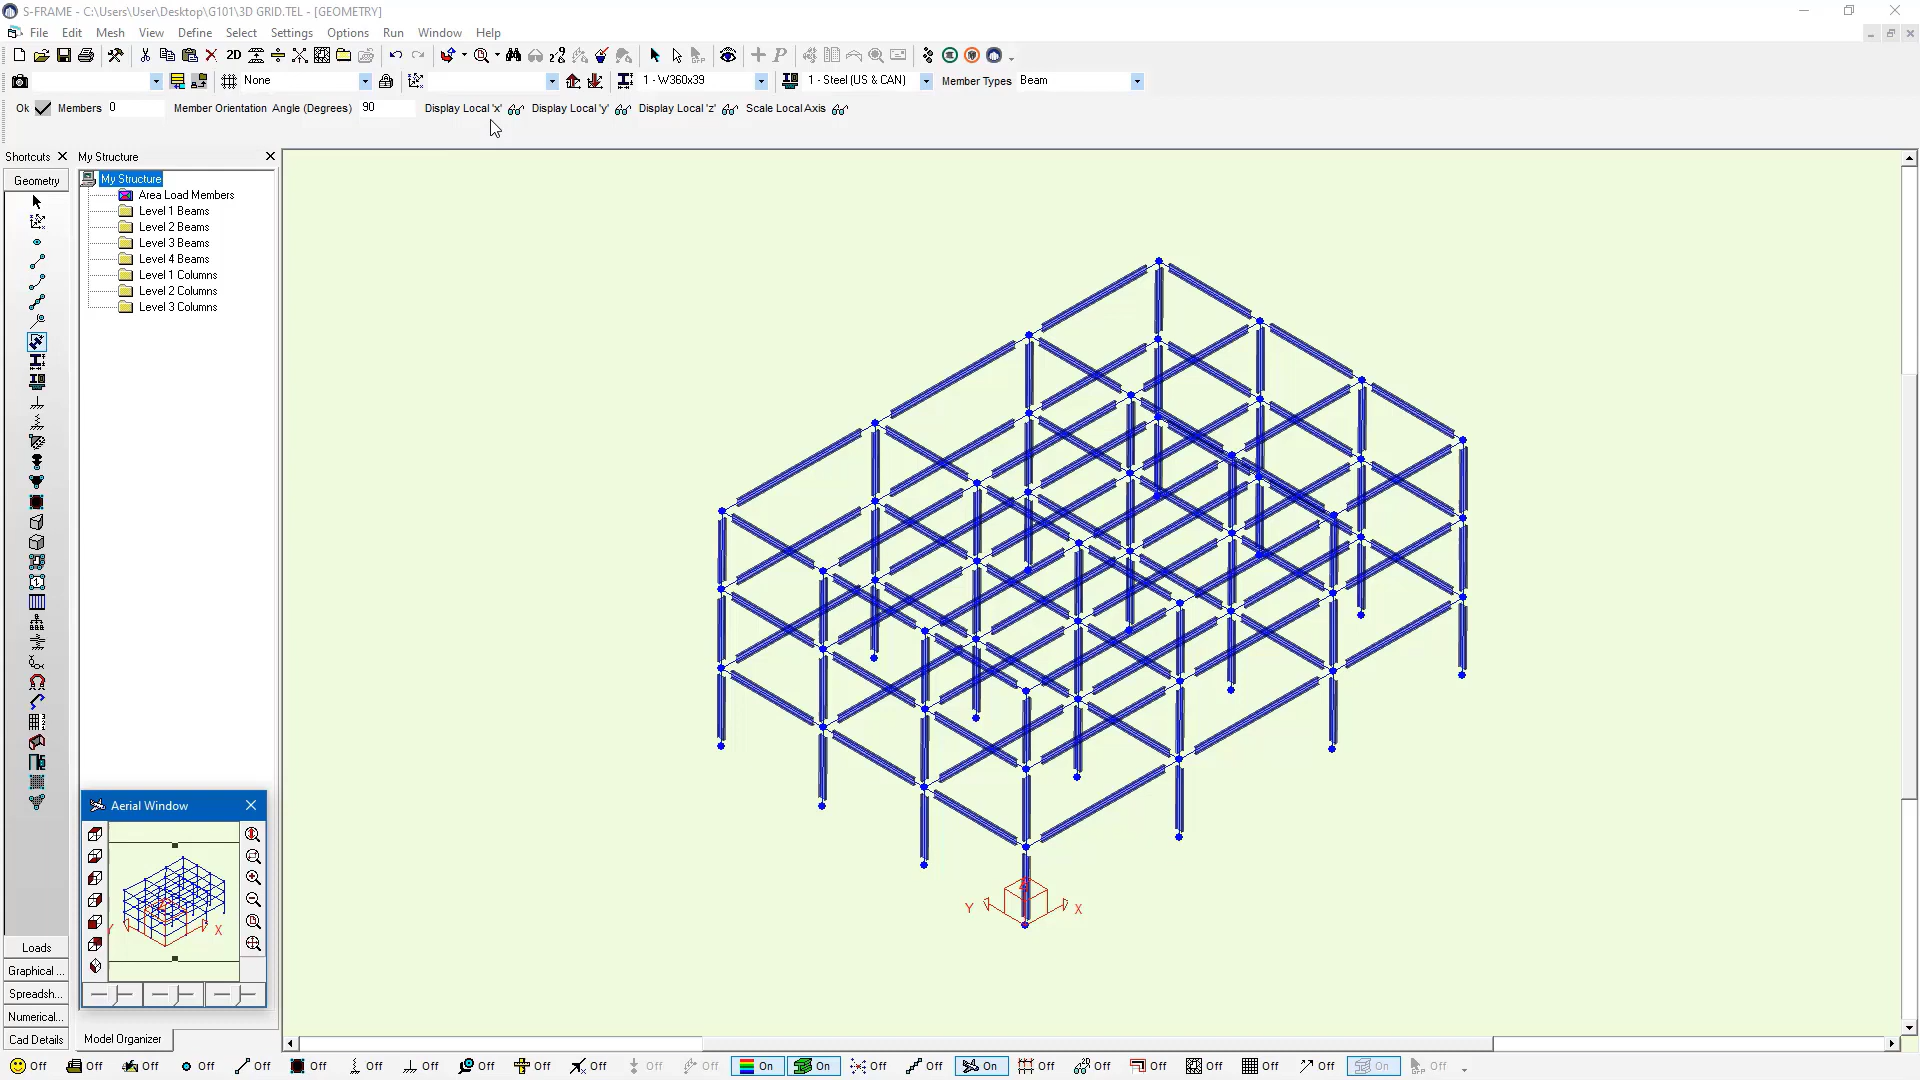 S-FRAME - C:\Users\User\Desktop\G101\3D GRID.TEL - [GEOMETRY]
File Edit Mesh View Define Select Settings Options Run Window Help
2D
None 1 - W360x39 1 - Steel (US & CAN) Member Types Beam
Ok Members 0 Member Orientation Angle (Degrees) 90 Display Local 'x' Display Local 'y' Display Local 'z' Scale Local Axis
Shortcuts My Structure
Geometry My Structure
Area Load Members
Level 1 Beams
Level 2 Beams
Level 3 Beams
Level 4 Beams
Level 1 Columns
Level 2 Columns
Level 3 Columns
Aerial Window
Y X
X
Loads
Graphical ...
Spreadsh...
Numerical...
Cad Details
Model Organizer
Off Off Off Off Off Off Off Off Off Off Off Off Off On On Off Off On Off Off Off Off Off Off On Off